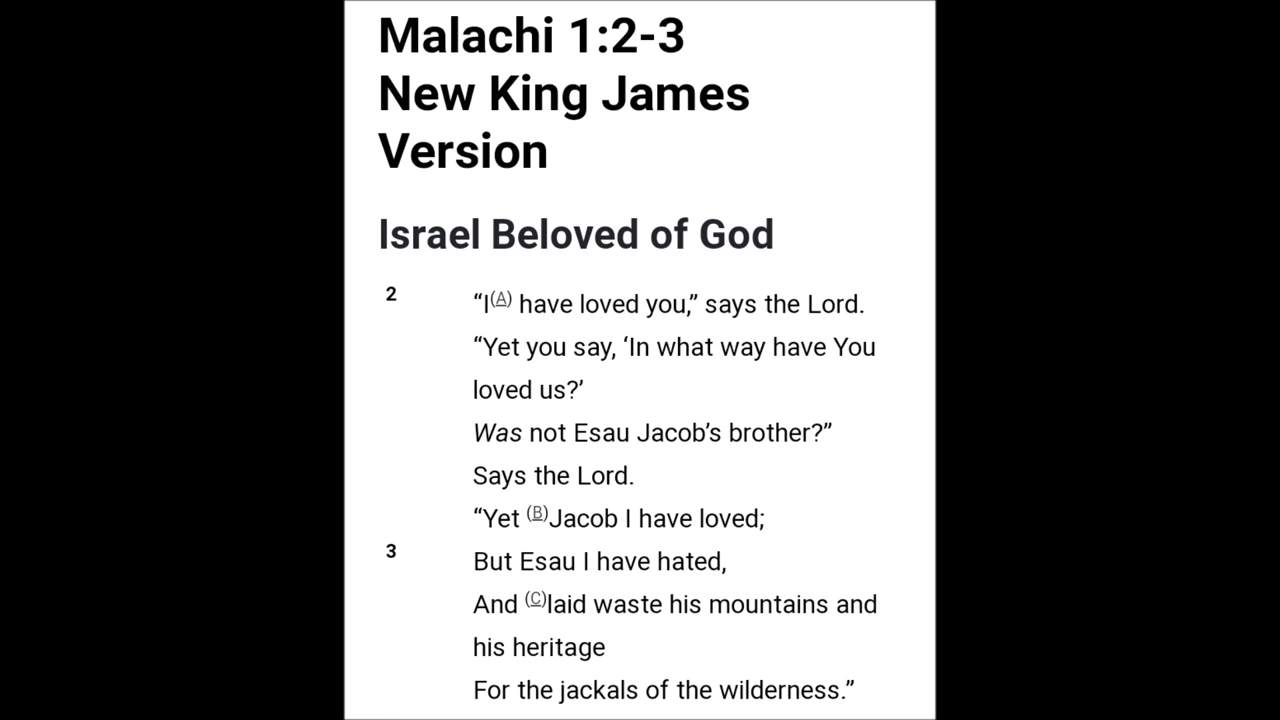 Malachi 1:2-3
New King James
Version
Israel Beloved of God
2 “I(A) have loved you,” says the Lord.
“Yet you say, ‘In what way have You
loved us?’
Was not Esau Jacob’s brother?”
Says the Lord.
“Yet (B)Jacob I have loved;
3 But Esau I have hated,
And (C)laid waste his mountains and
his heritage
For the jackals of the wilderness.”